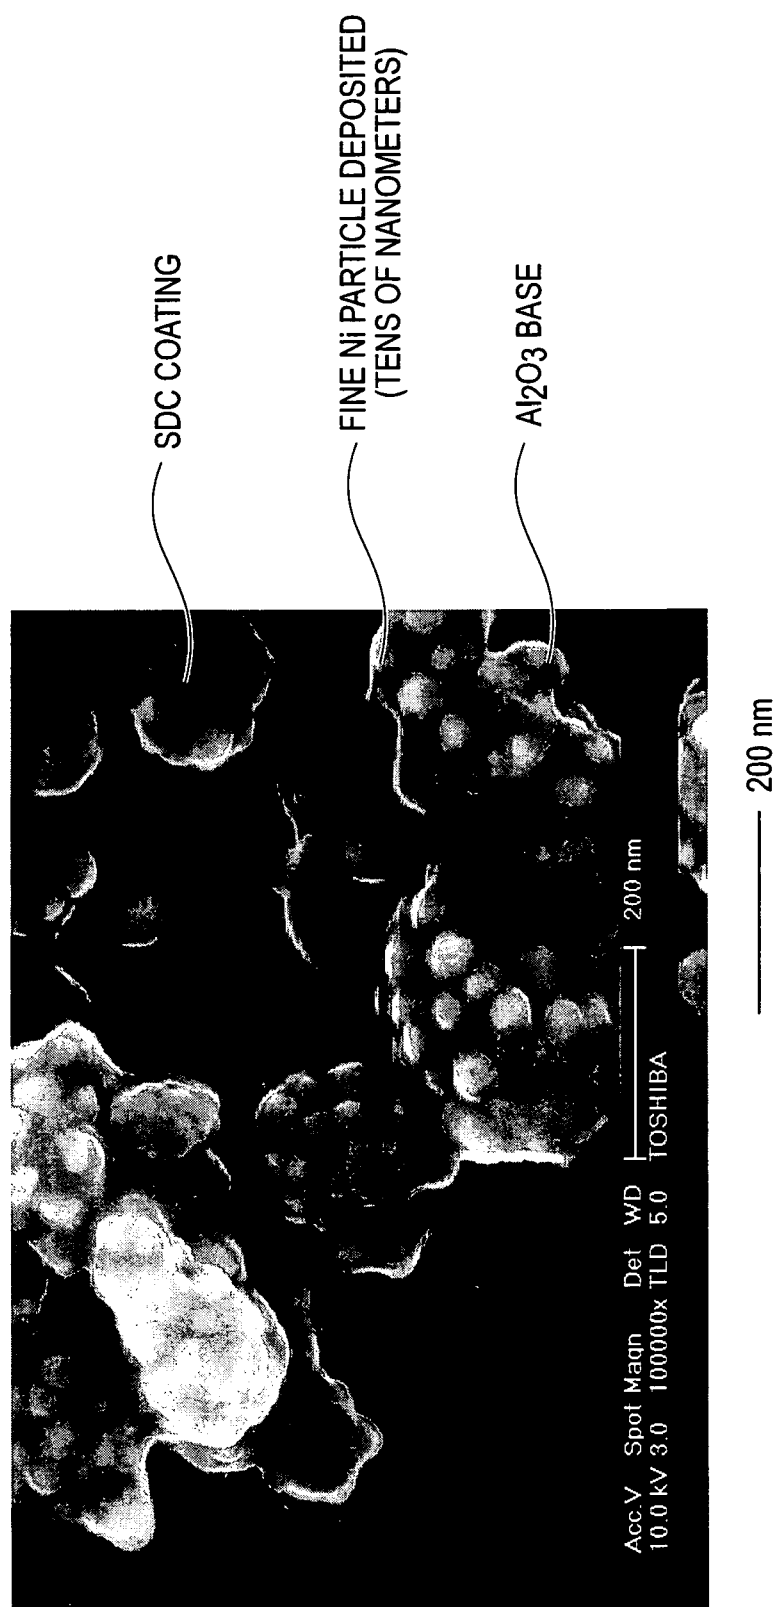 SDC COATING
FINE Ni PARTICLE DEPOSITED
(TENS OF NANOMETERS)
Al2O3 BASE
Acc.V Spot Magn Det WD
10.0 kV 3.0 100000x TLD 5.0 TOSHIBA
200 nm
200 nm